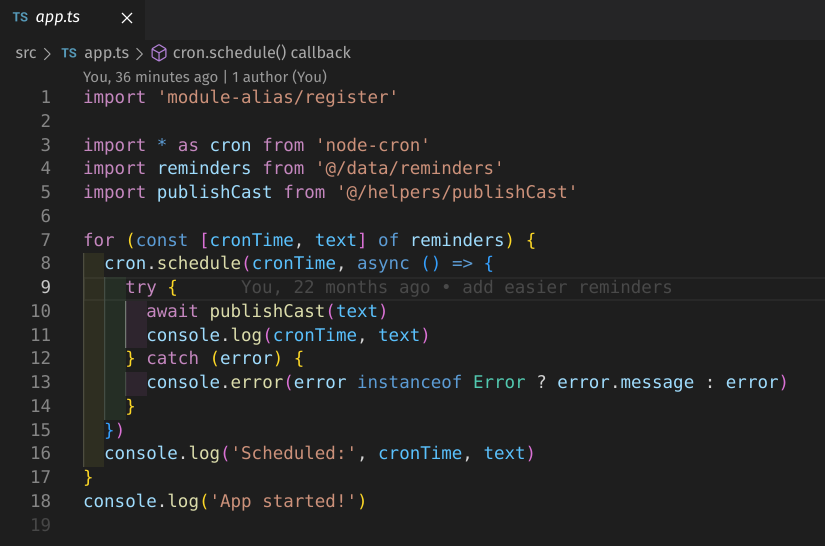 TS app.ts ×
src > TS app.ts > cron.schedule() callback
You, 36 minutes ago | 1 author (You)
1 import 'module-alias/register'
2
3 import * as cron from 'node-cron'
4 import reminders from '@/data/reminders'
5 import publishCast from '@/helpers/publishCast'
6
7 for (const [cronTime, text] of reminders) {
8   cron.schedule(cronTime, async () => {
9     try {      You, 22 months ago • add easier reminders
10       await publishCast(text)
11       console.log(cronTime, text)
12     } catch (error) {
13       console.error(error instanceof Error ? error.message : error)
14     }
15   })
16   console.log('Scheduled:', cronTime, text)
17 }
18 console.log('App started!')
19